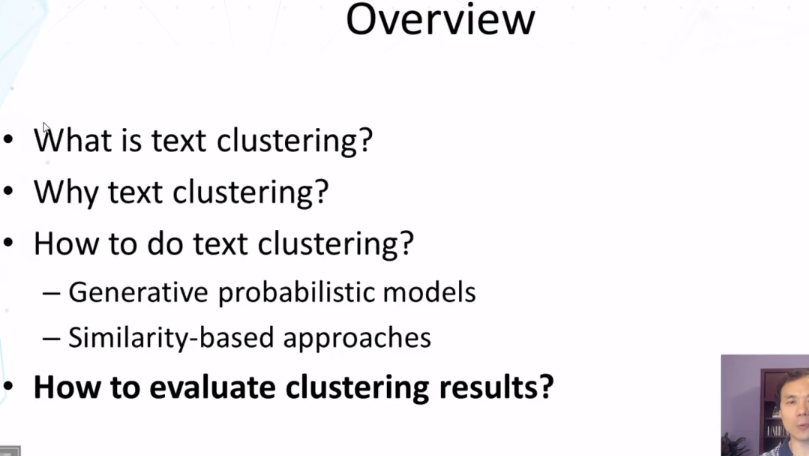 Overview
• What is text clustering?
• Why text clustering?
• How to do text clustering?
– Generative probabilistic models
– Similarity-based approaches
• How to evaluate clustering results?